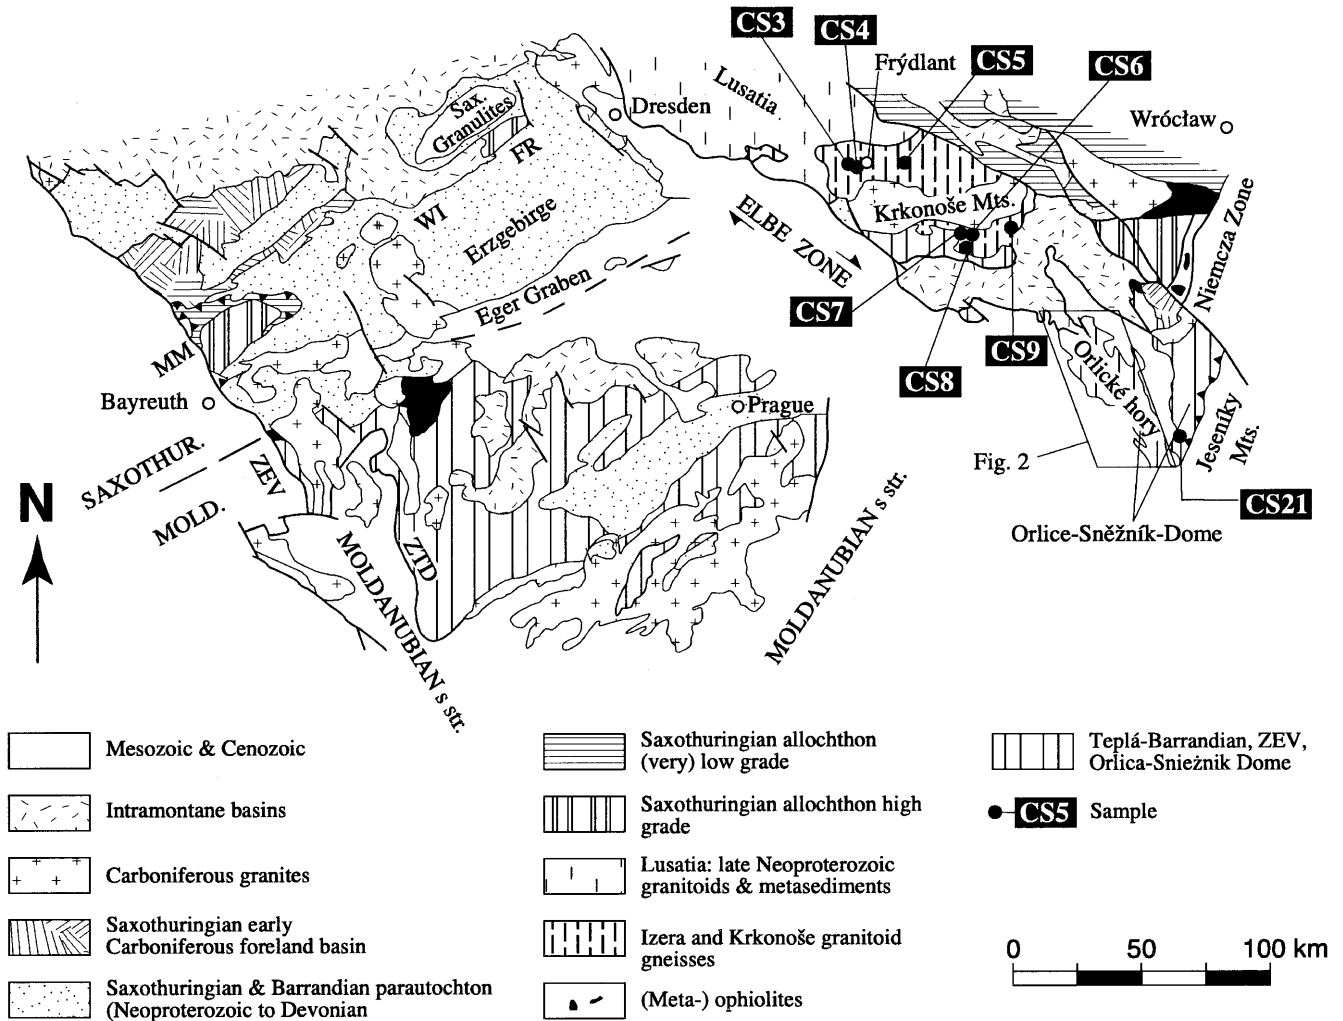 CS3
CS4
Frýdlant
CS5
CS6
Lusatia
Dresden
Wrócław
Sax.
Granulites
FR
WI
Erzgebirge
Krkonoše Mts.
ELBE ZONE
Niemcza Zone
Eger Graben
CS7
CS8
CS9
MM
Bayreuth
Prague
Orlické hory
Jeseníky
Mts.
Fig. 2
SAXOTHUR.
MOLD.
ZEV
ZTD
MOLDANUBIAN s str.
MOLDANUBIAN s str.
CS21
Orlice-Sněžník-Dome
N
Mesozoic & Cenozoic
Intramontane basins
Carboniferous granites
Saxothuringian early
Carboniferous foreland basin
Saxothuringian & Barrandian parautochton
(Neoproterozoic to Devonian
Saxothuringian allochthon
(very) low grade
Saxothuringian allochthon high
grade
Lusatia: late Neoproterozoic
granitoids & metasediments
Izera and Krkonoše granitoid
gneisses
(Meta-) ophiolites
Teplá-Barrandian, ZEV,
Orlica-Snieżnik Dome
CS5 Sample
0 50 100 km